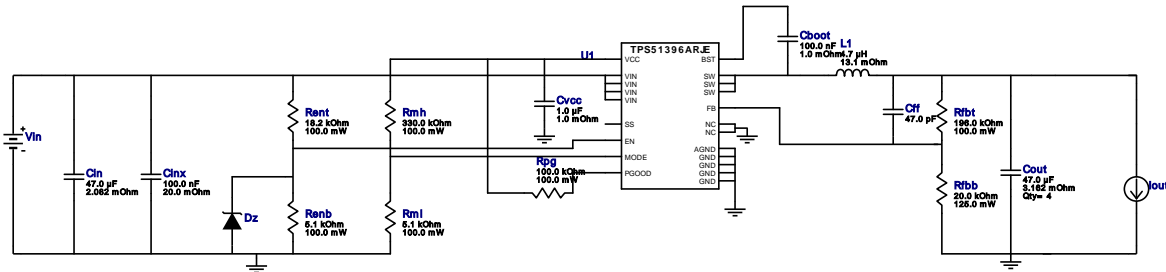 TPS51396ARJE
U1
VCC
VIN
VIN
VIN
VIN
SS
EN
MODE
PGOOD
BST
SW
SW
SW
FB
NC
NC
AGND
GND
GND
GND
GND
Cboot
100.0 nF
1.0 mOhm
L1
4.7 µH
13.1 mOhm
Vin
Cin
47.0 µF
2.062 mOhm
Cinx
100.0 nF
20.0 mOhm
Rent
18.2 kOhm
100.0 mW
Rmh
330.0 kOhm
100.0 mW
Cvcc
1.0 µF
1.0 mOhm
Rpg
100.0 kOhm
100.0 mW
Dz
Renb
5.1 kOhm
100.0 mW
Rml
5.1 kOhm
100.0 mW
Cff
47.0 pF
Rfbt
196.0 kOhm
100.0 mW
Rfbb
20.0 kOhm
125.0 mW
Cout
47.0 µF
3.162 mOhm
Qty= 4
Iout